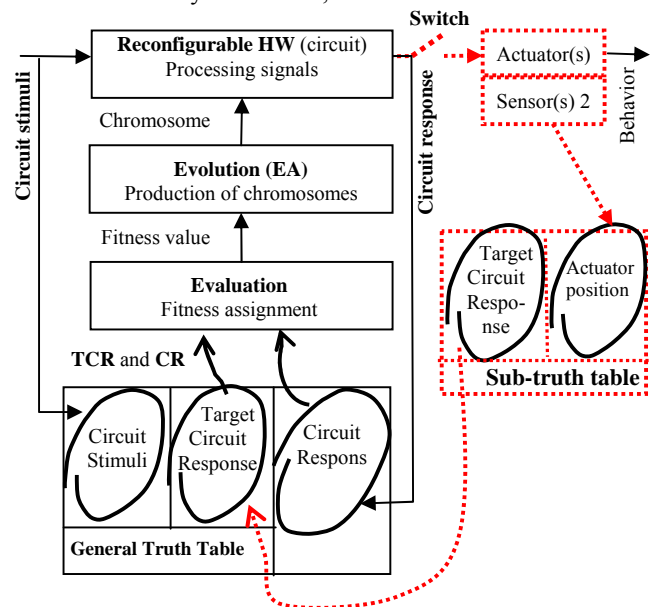 Switch
Reconfigurable HW (circuit)
Processing signals
Actuator(s)
Sensor(s) 2
Behavior
Circuit stimuli
Circuit response
Chromosome
Evolution (EA)
Production of chromosomes
Fitness value
Evaluation
Fitness assignment
Target
Circuit
Respo-
nse
Actuator
position
Sub-truth table
TCR and CR
Circuit
Stimuli
Target
Circuit
Response
Circuit
Respons
General Truth Table